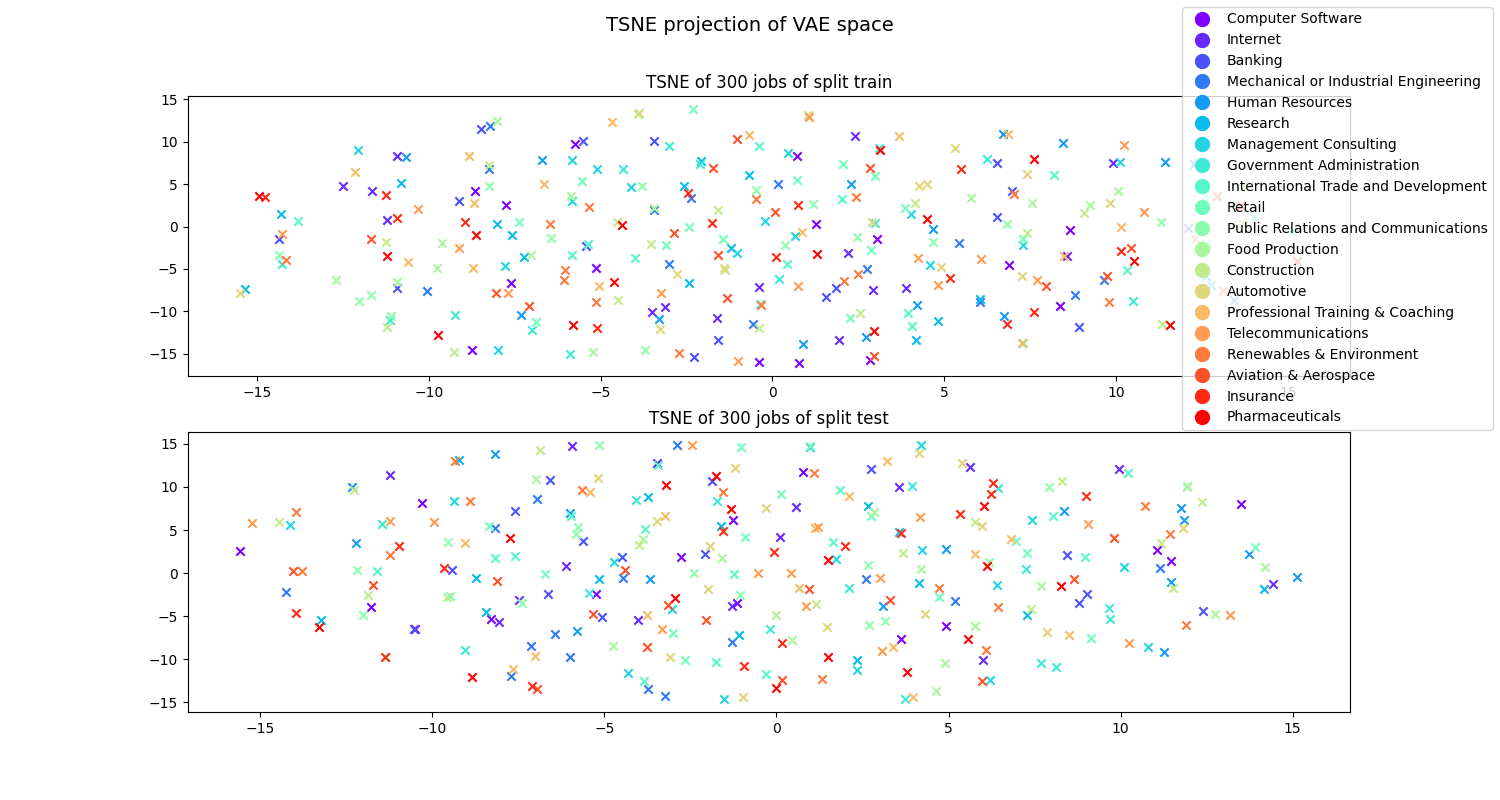 TSNE projection of VAE space
TSNE of 300 jobs of split train
15
10
5
0
−5
−10
−15
−15
−10
−5
0
5
10
15
Computer Software
Internet
Banking
Mechanical or Industrial Engineering
Human Resources
Research
Management Consulting
Government Administration
International Trade and Development
Retail
Public Relations and Communications
Food Production
Construction
Automotive
Professional Training & Coaching
Telecommunications
Renewables & Environment
Aviation & Aerospace
Insurance
Pharmaceuticals
TSNE of 300 jobs of split test
15
10
5
0
−5
−10
−15
−15
−10
−5
0
5
10
15